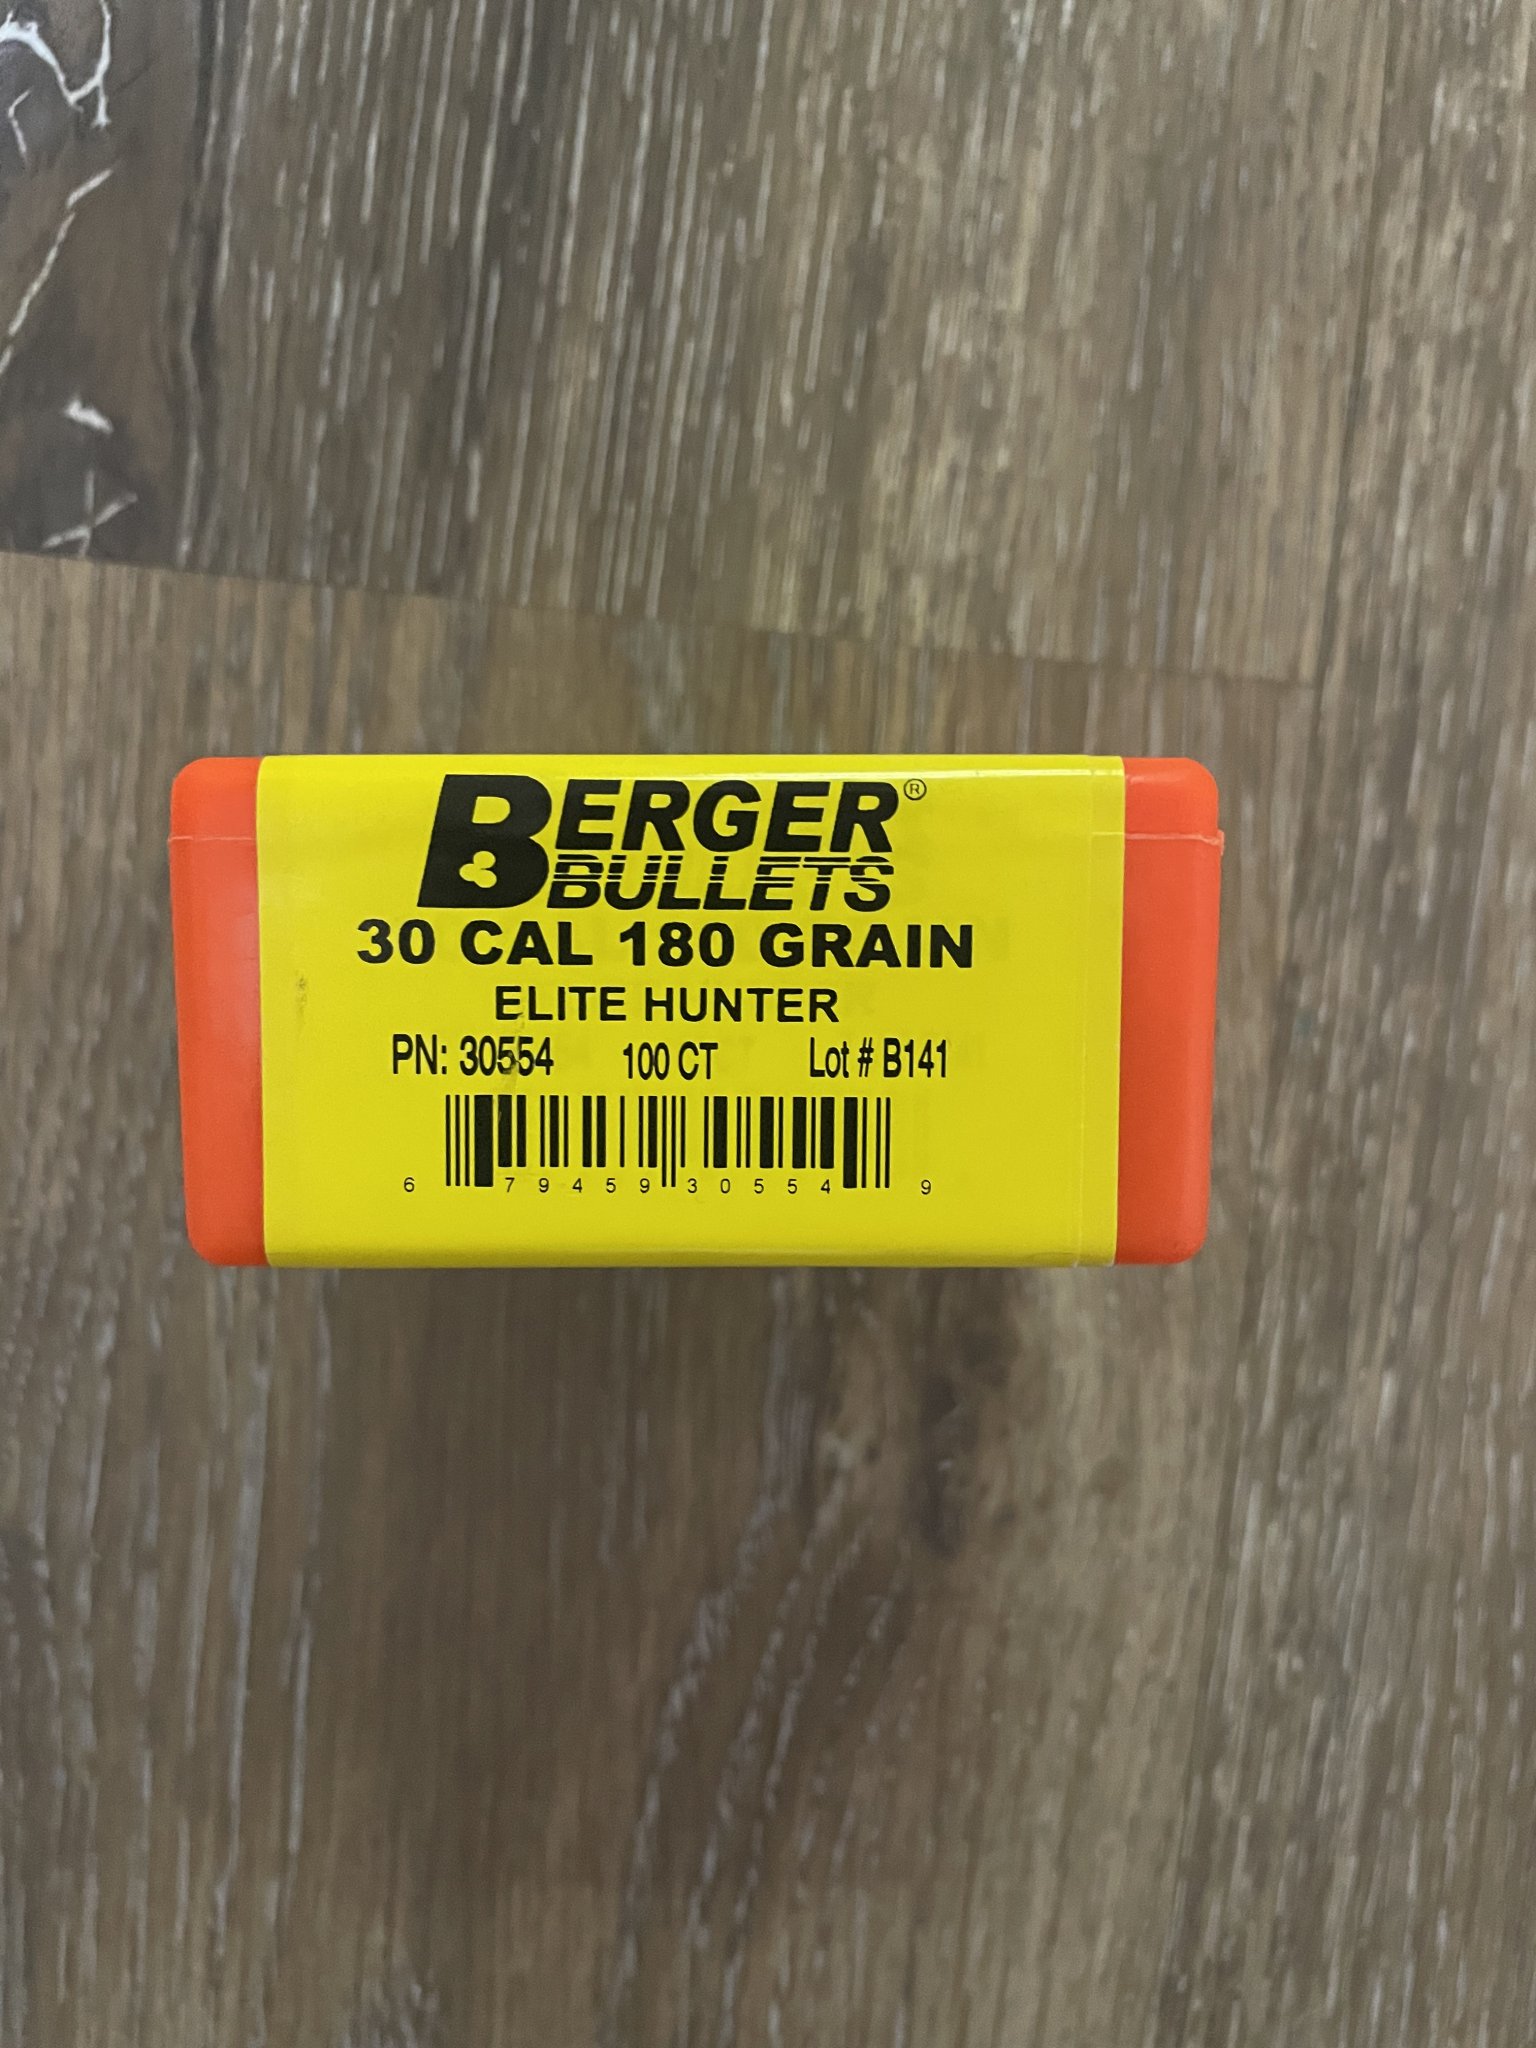 BERGER®
BULLETS
30 CAL 180 GRAIN
ELITE HUNTER
PN: 30554 100 CT Lot # B141
6 79459 30554 9